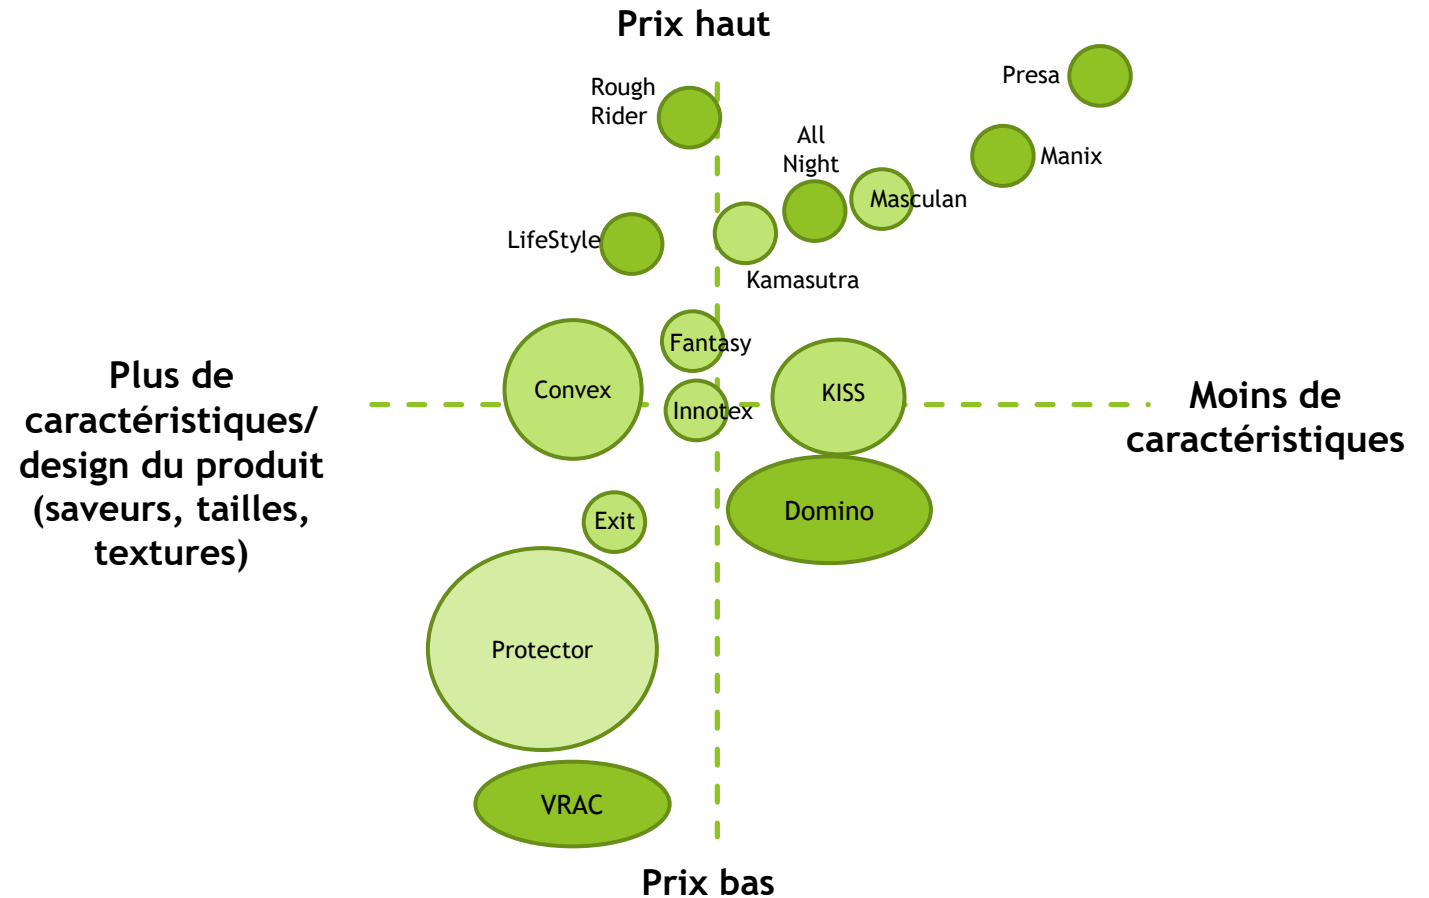 Prix haut
Presa
Rough
Rider
All
Night
Manix
Masculan
LifeStyle
Kamasutra
Fantasy
Plus de
caractéristiques/
design du produit
(saveurs, tailles,
textures)
Convex
KISS
Innotex
Moins de
caractéristiques
Exit
Domino
Protector
VRAC
Prix bas